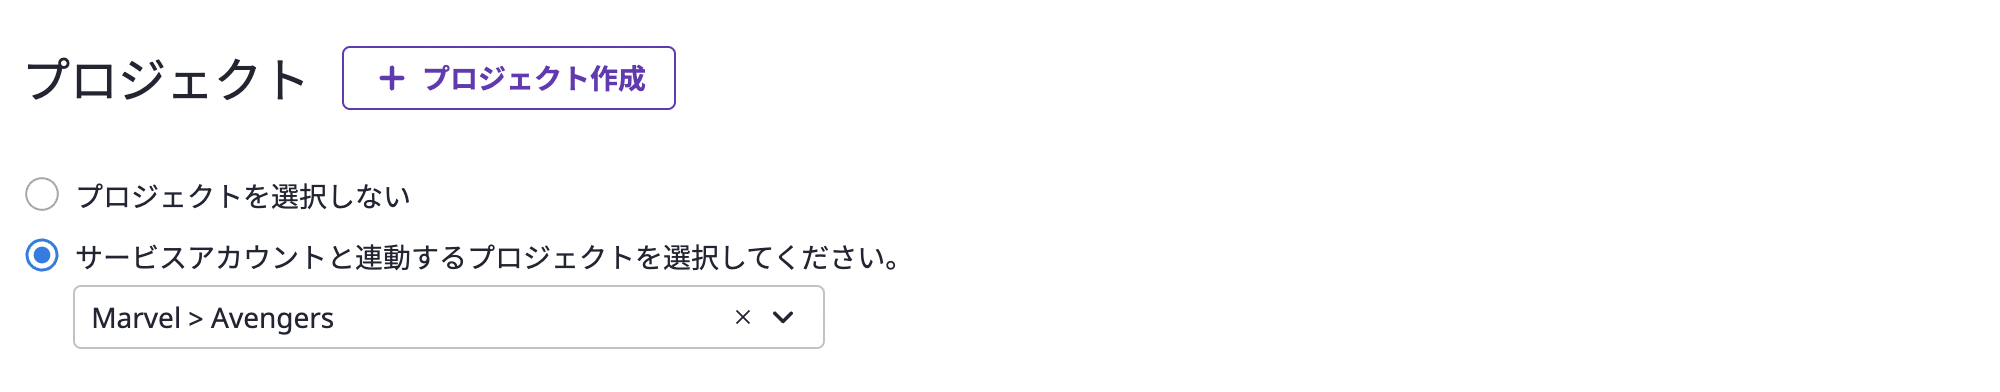 プロジェクト
+ プロジェクト作成
プロジェクトを選択しない
サービスアカウントと連動するプロジェクトを選択してください。
Marvel > Avengers